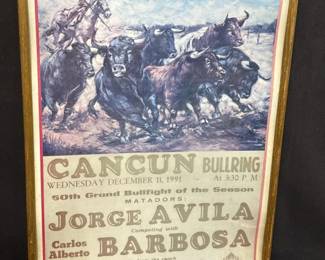 CANCUN BULLRING
WEDNESDAY DECEMBER 11, 1991 At 3:30 P.M
60th Grand Bullfight of the Season
MATADORS:
JORGE AVILA
Competing with
Carlos Alberto BARBOSA